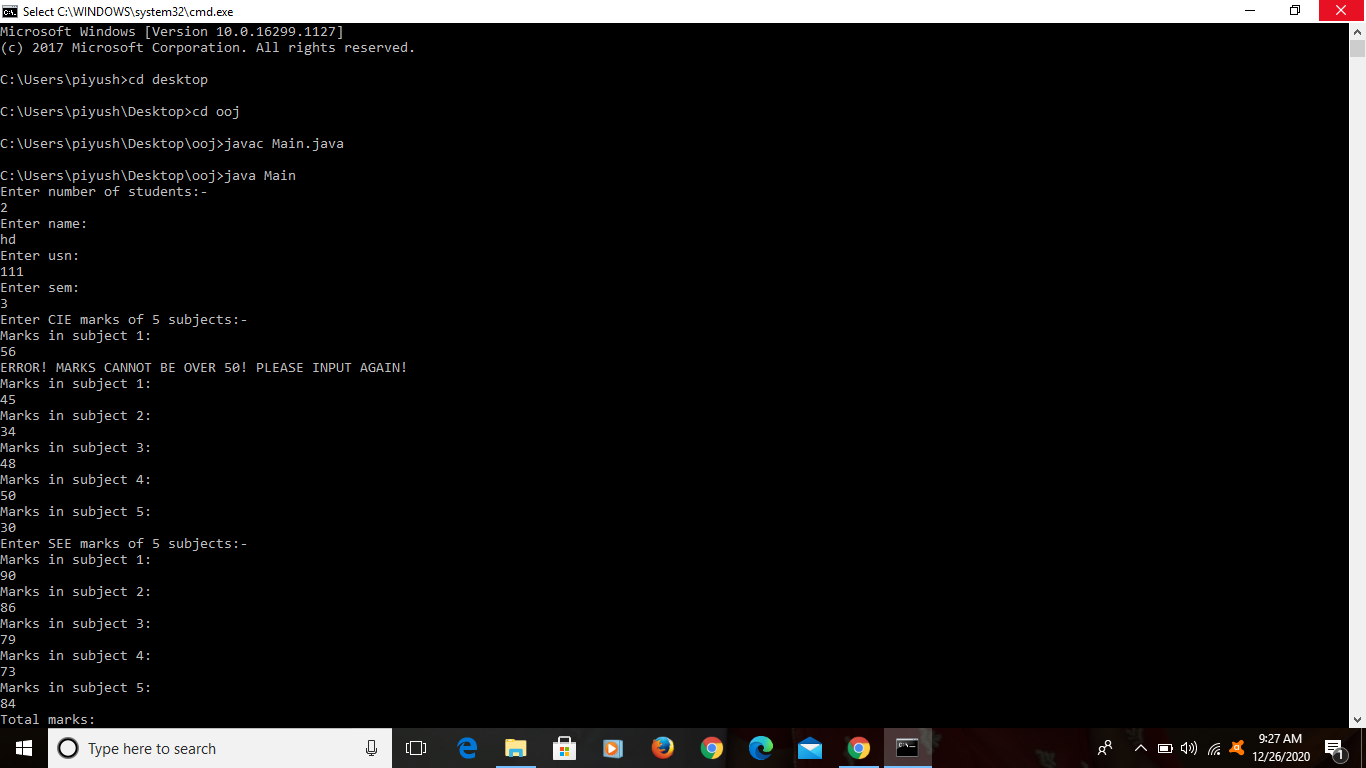 Select C:\WINDOWS\system32\cmd.exe
Microsoft Windows [Version 10.0.16299.1127]
(c) 2017 Microsoft Corporation. All rights reserved.
C:\Users\piyush>cd desktop
C:\Users\piyush\Desktop>cd ooj
C:\Users\piyush\Desktop\ooj>javac Main.java
C:\Users\piyush\Desktop\ooj>java Main
Enter number of students:-
2
Enter name:
hd
Enter usn:
111
Enter sem:
3
Enter CIE marks of 5 subjects:-
Marks in subject 1:
56
ERROR! MARKS CANNOT BE OVER 50! PLEASE INPUT AGAIN!
Marks in subject 1:
45
Marks in subject 2:
34
Marks in subject 3:
48
Marks in subject 4:
50
Marks in subject 5:
30
Enter SEE marks of 5 subjects:-
Marks in subject 1:
90
Marks in subject 2:
86
Marks in subject 3:
79
Marks in subject 4:
73
Marks in subject 5:
84
Total marks:
Type here to search
9:27 AM
12/26/2020
1